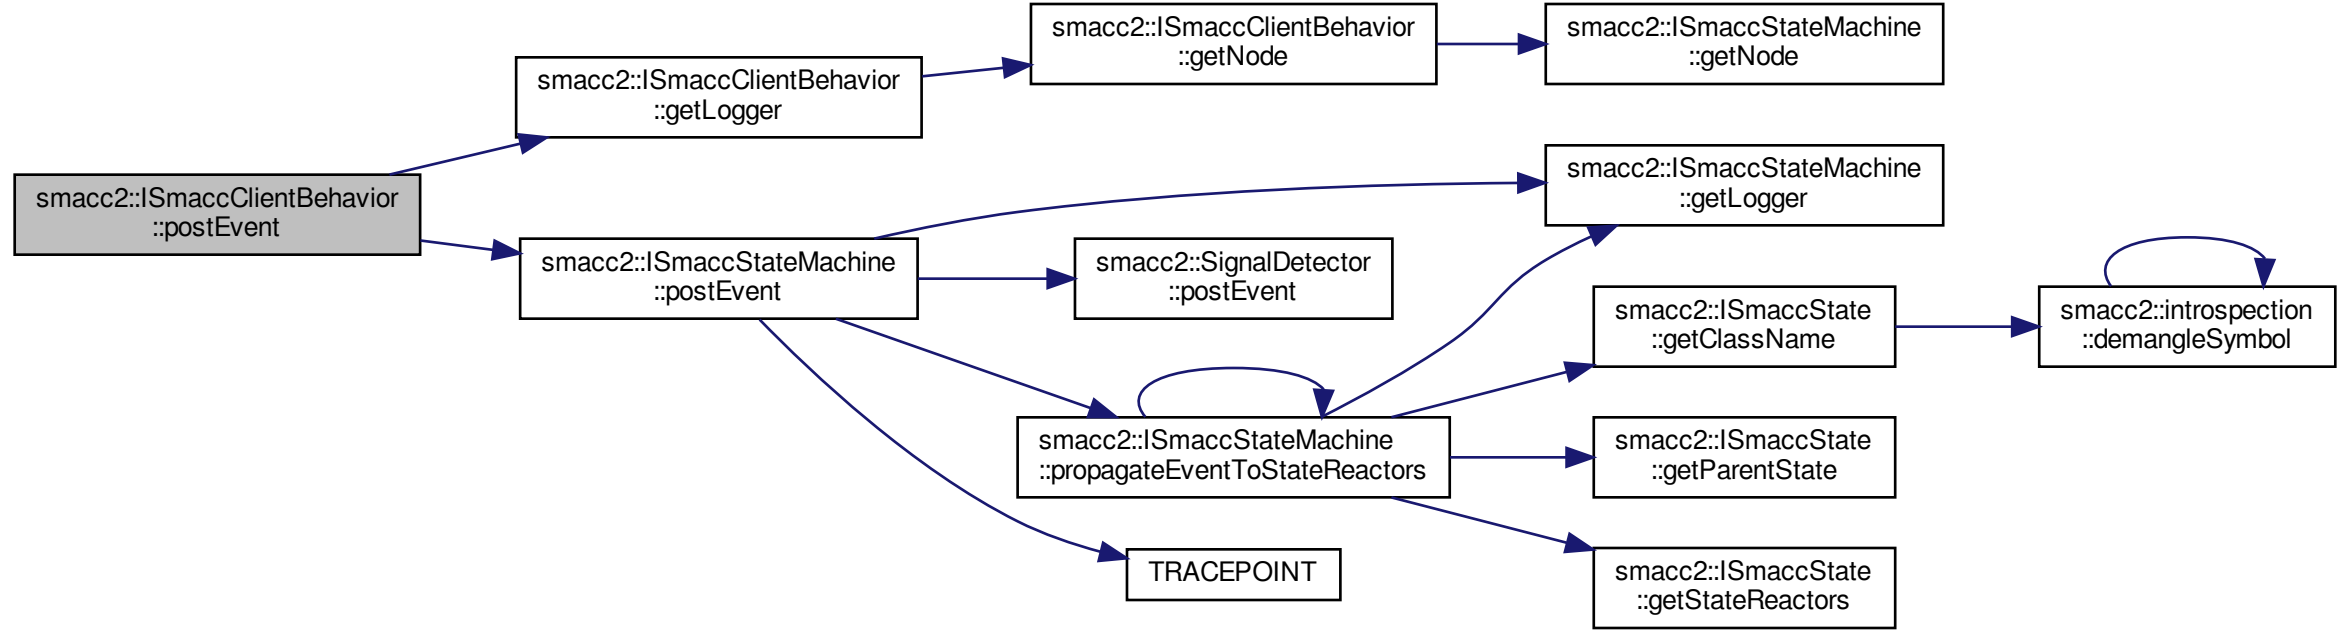 smacc2::ISmaccClientBehavior
::postEvent
smacc2::ISmaccClientBehavior
::getLogger
smacc2::ISmaccClientBehavior
::getNode
smacc2::ISmaccStateMachine
::getNode
smacc2::ISmaccStateMachine
::postEvent
smacc2::ISmaccStateMachine
::getLogger
smacc2::SignalDetector
::postEvent
smacc2::ISmaccStateMachine
::propagateEventToStateReactors
smacc2::ISmaccState
::getClassName
smacc2::introspection
::demangleSymbol
smacc2::ISmaccState
::getParentState
smacc2::ISmaccState
::getStateReactors
TRACEPOINT